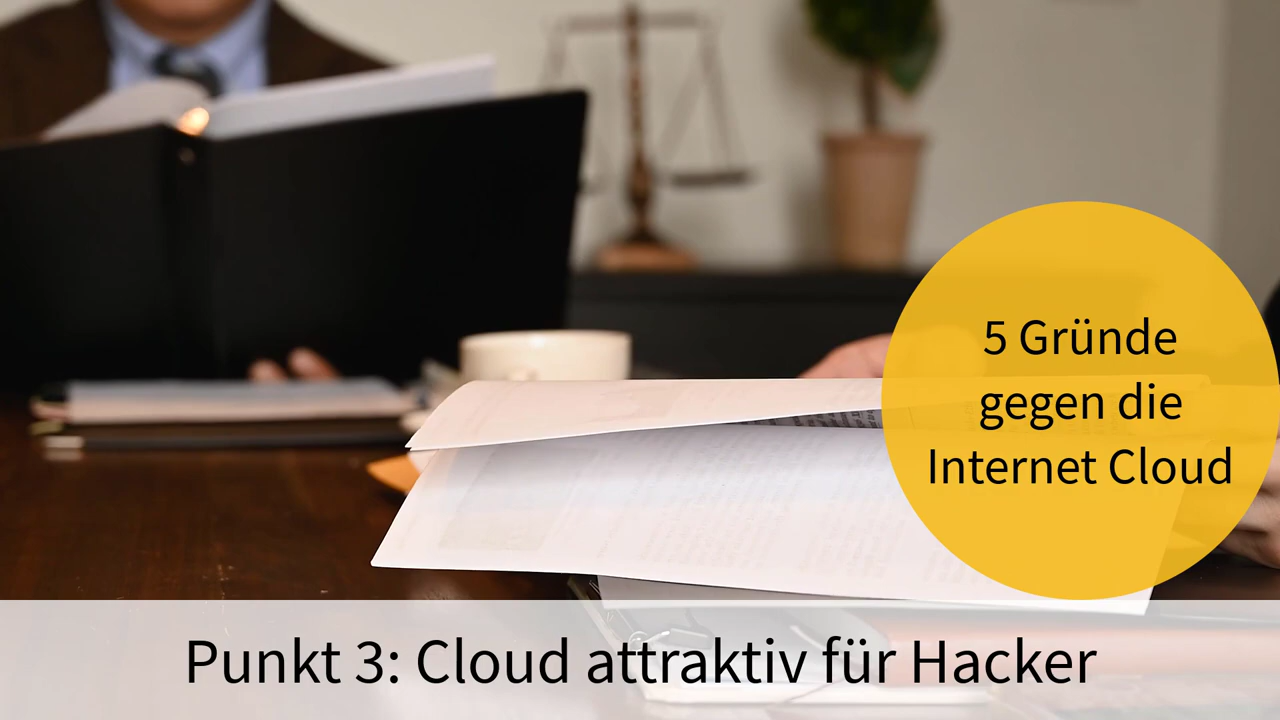 5 Gründe
gegen die
Internet Cloud
Punkt 3: Cloud attraktiv für Hacker